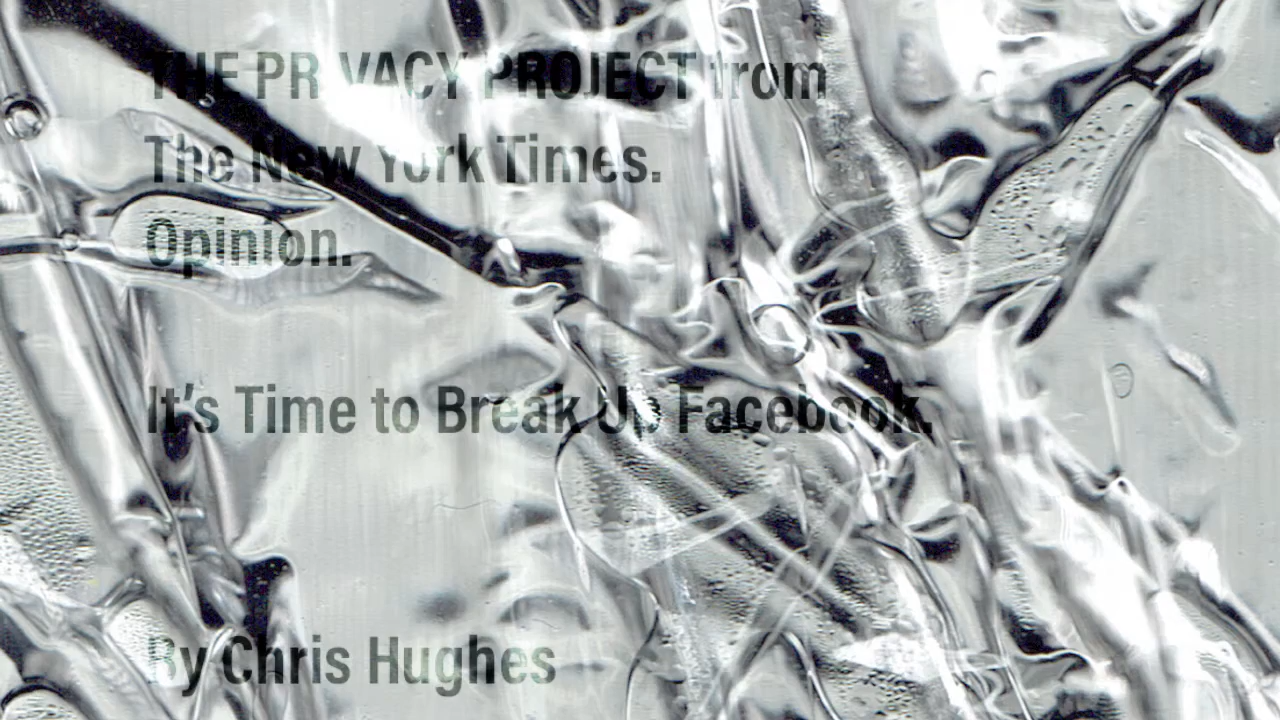 THE PRIVACY PROJECT from
The New York Times.
Opinion.
It's Time to Break Up Facebook.
By Chris Hughes